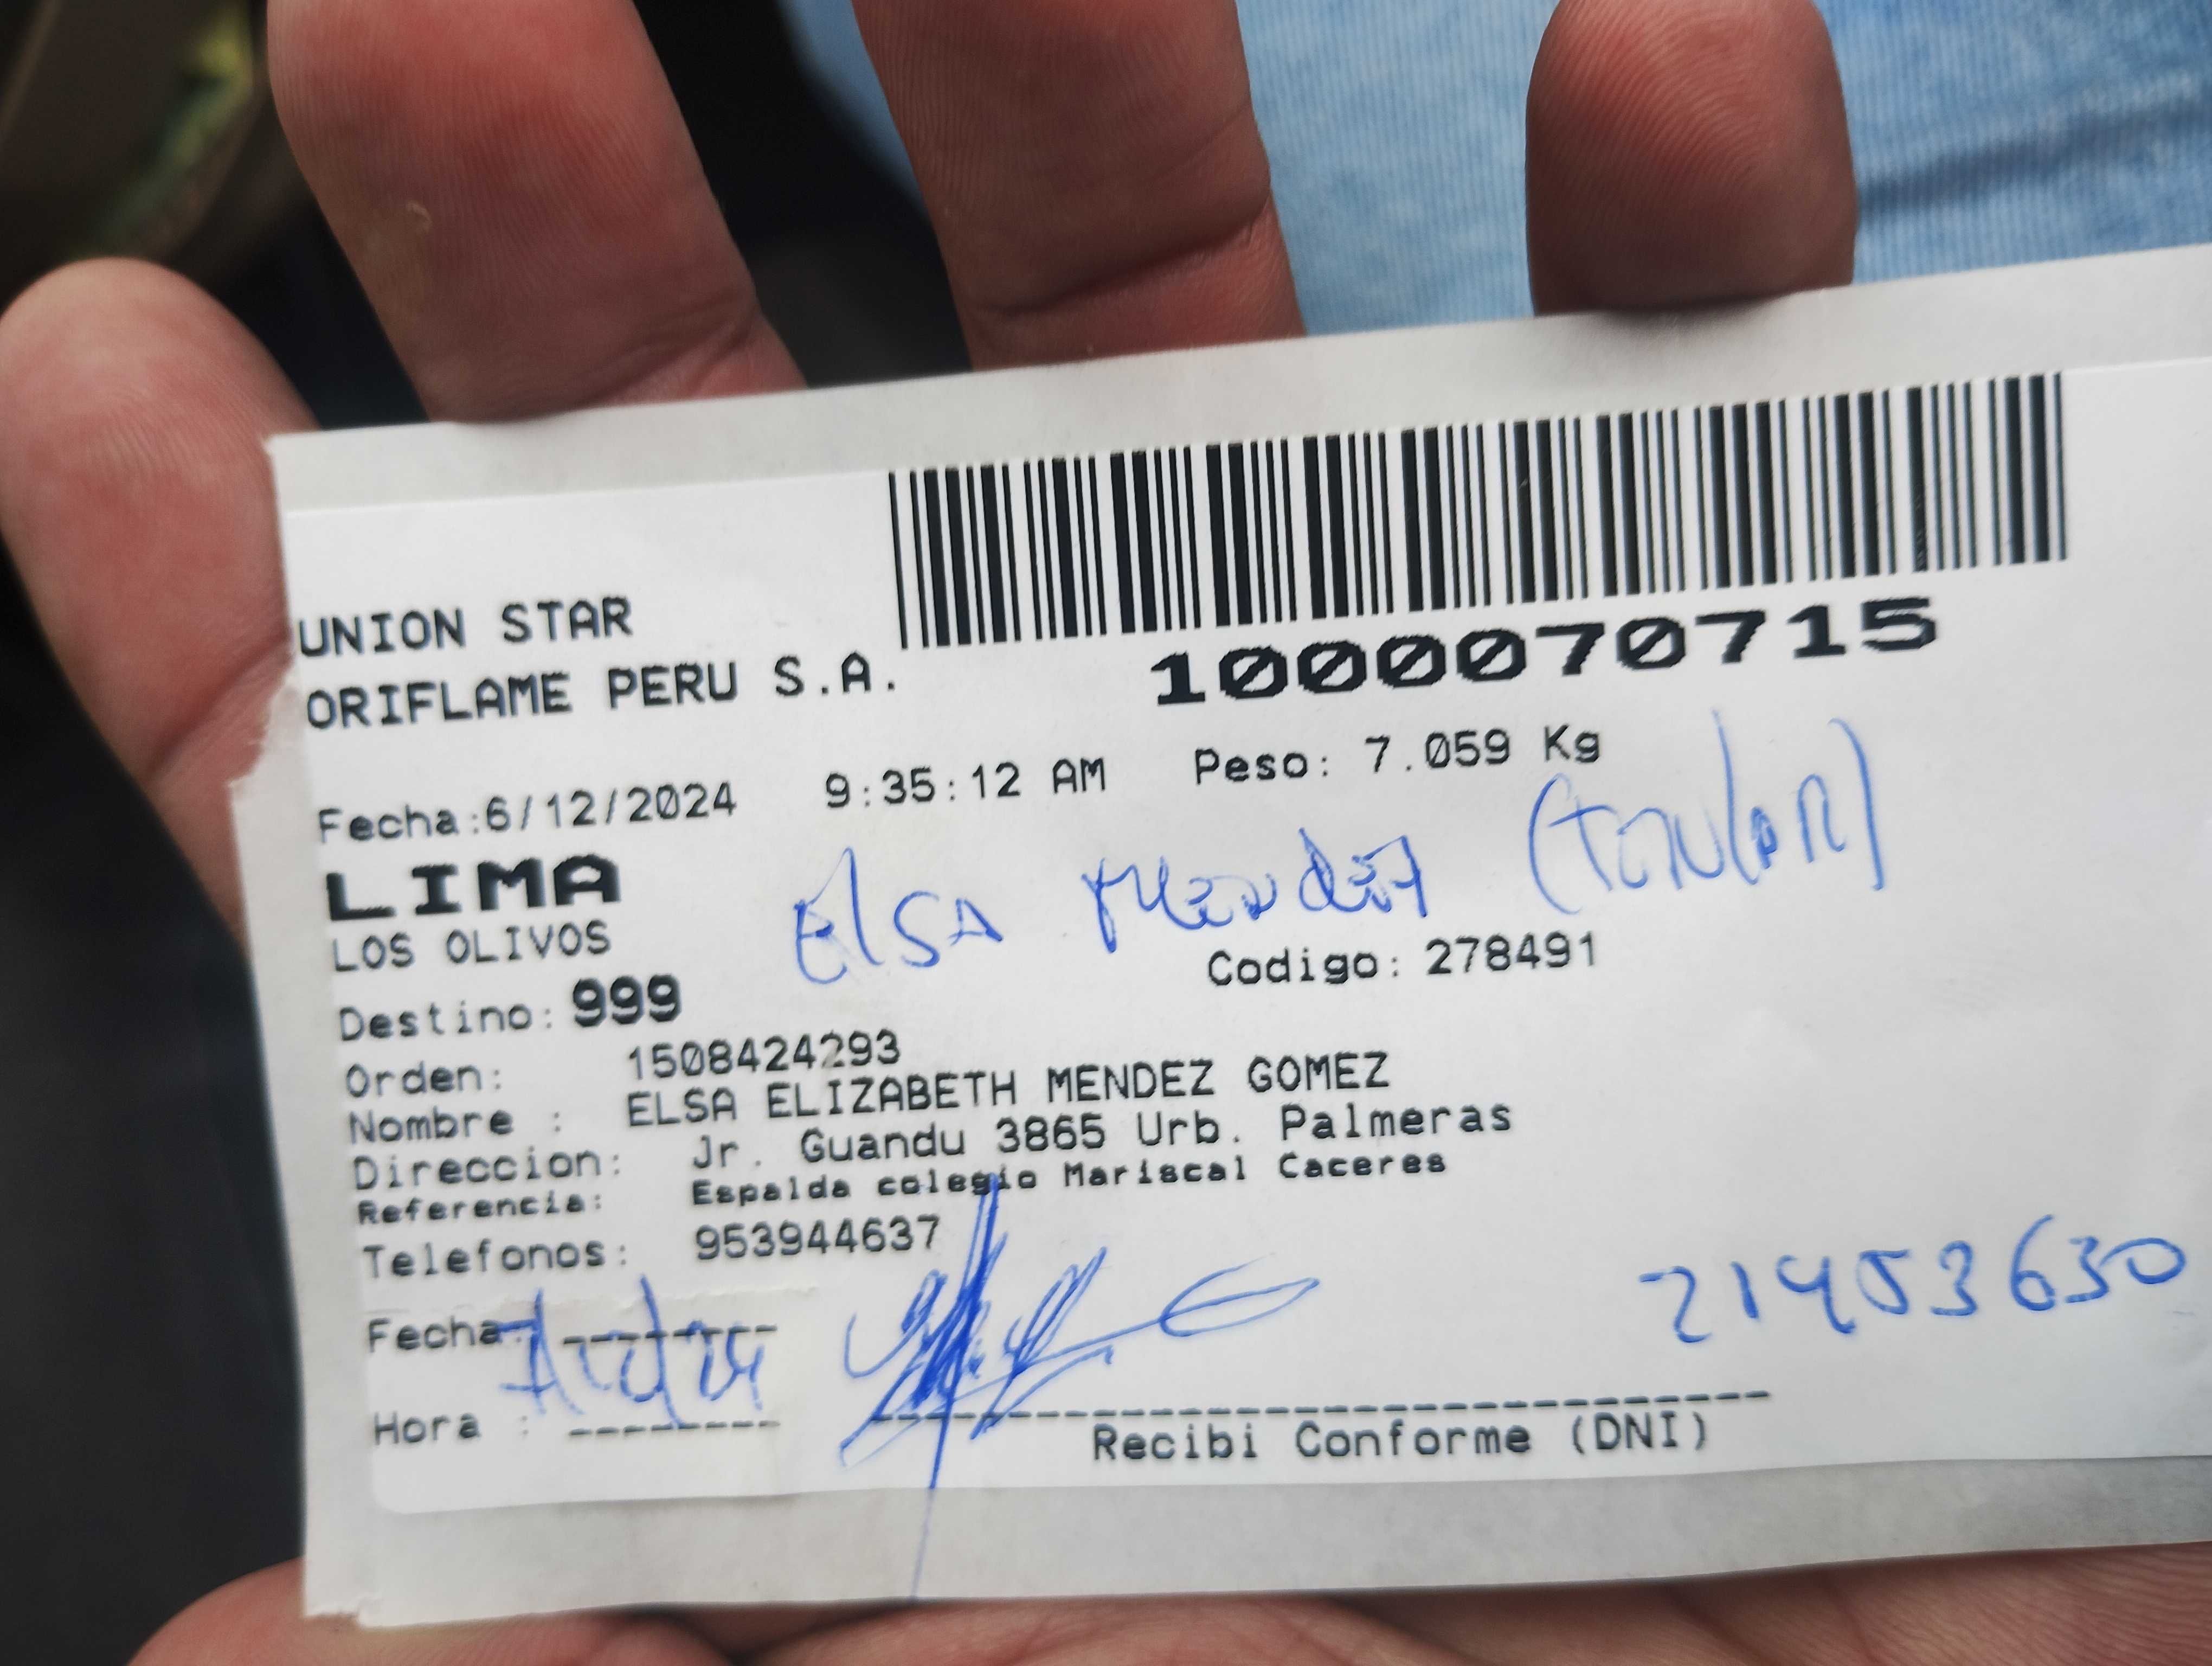 UNION STAR
ORIFLAME PERU S.A.
1000070715
Fecha:6/12/2024 9:35:12 AM Peso: 7.059 Kg
LIMA
Elsa Mendez (TITULAR)
LOS OLIVOS
Codigo: 278491
Destino: 999
Orden: 1508424293
Nombre : ELSA ELIZABETH MENDEZ GOMEZ
Direccion: Jr. Guandu 3865 Urb. Palmeras
Referencia: Espalda colegio Mariscal Caceres
Telefonos: 953944637
21453630
Fecha:
Hora :
Recibi Conforme (DNI)